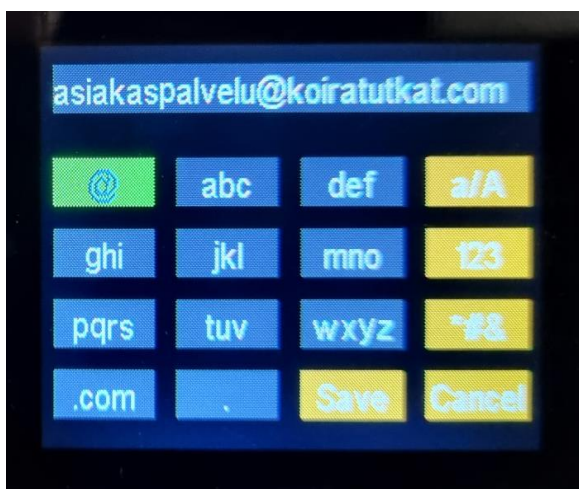 asiakaspalvelu@koiratutkat.com
@ abc def a/A
ghi jkl mno 123
pqrs tuv wxyz *#&
.com . Save Cancel